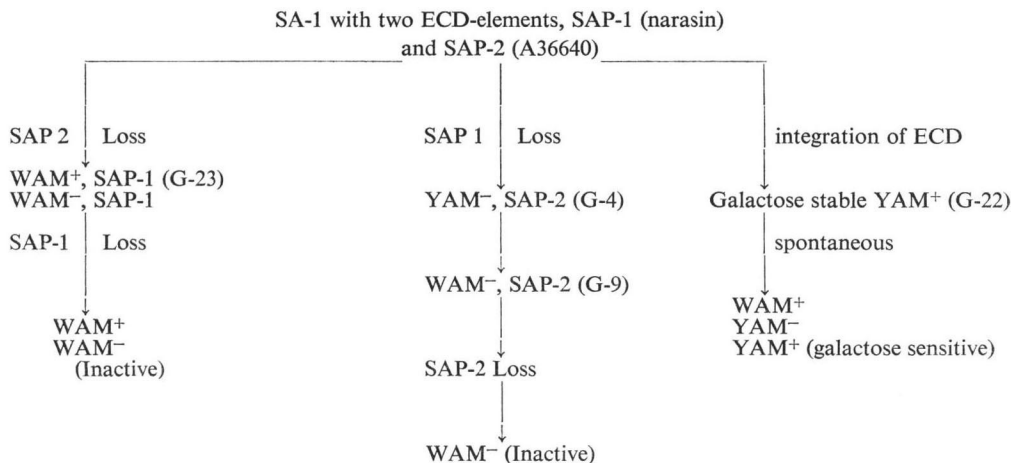 SA-1 with two ECD-elements, SAP-1 (narasin)
and SAP-2 (A36640)
SAP 2 Loss
WAM⁺, SAP-1 (G-23)
WAM⁻, SAP-1
SAP-1 Loss
WAM⁺
WAM⁻
(Inactive)
SAP 1 Loss
YAM⁻, SAP-2 (G-4)
WAM⁻, SAP-2 (G-9)
SAP-2 Loss
WAM⁻ (Inactive)
integration of ECD
Galactose stable YAM⁺ (G-22)
spontaneous
WAM⁺
YAM⁻
YAM⁺ (galactose sensitive)